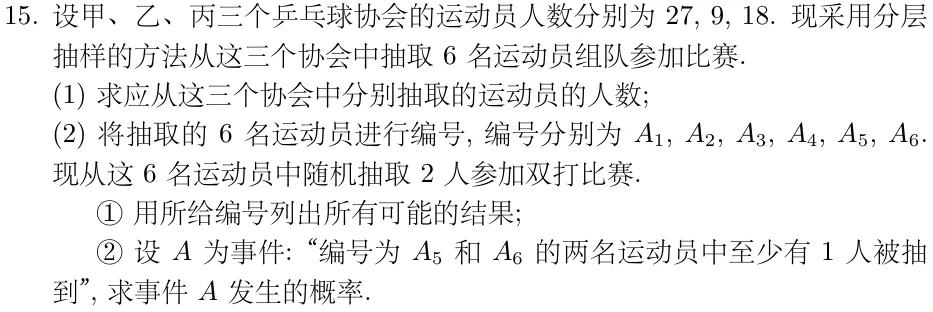 15. 设甲、乙、丙三个乒乓球协会的运动员人数分别为 27, 9, 18. 现采用分层
抽样的方法从这三个协会中抽取 6 名运动员组队参加比赛.
(1) 求应从这三个协会中分别抽取的运动员的人数;
(2) 将抽取的 6 名运动员进行编号, 编号分别为 A₁, A₂, A₃, A₄, A₅, A₆.
现从这 6 名运动员中随机抽取 2 人参加双打比赛.
① 用所给编号列出所有可能的结果;
② 设 A 为事件: “编号为 A₅ 和 A₆ 的两名运动员中至少有 1 人被抽
到”, 求事件 A 发生的概率.